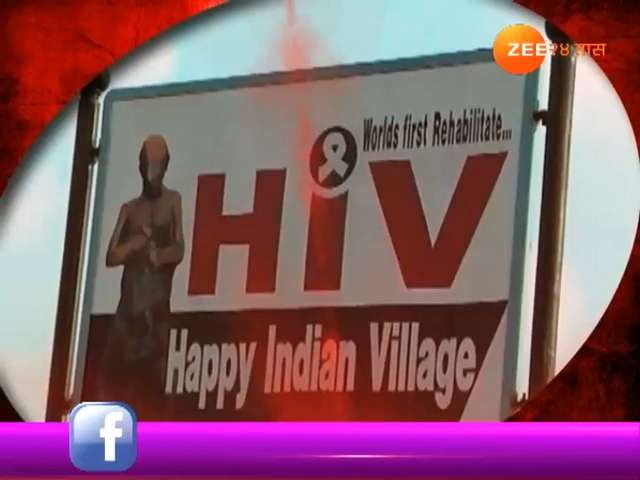 ZEE२४ तास
Worlds first Rehabilitate...
HiV
Happy Indian Village
f